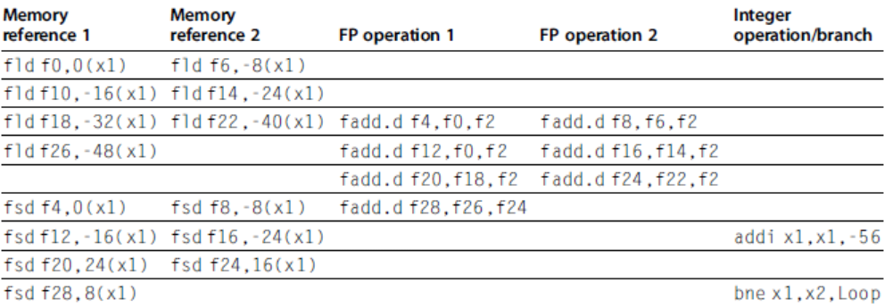 Memory reference 1 Memory reference 2 FP operation 1 FP operation 2 Integer operation/branch
fld f0,0(x1) fld f6,-8(x1)
fld f10,-16(x1) fld f14,-24(x1)
fld f18,-32(x1) fld f22,-40(x1) fadd.d f4,f0,f2 fadd.d f8,f6,f2
fld f26,-48(x1) fadd.d f12,f0,f2 fadd.d f16,f14,f2
fadd.d f20,f18,f2 fadd.d f24,f22,f2
fsd f4,0(x1) fsd f8,-8(x1) fadd.d f28,f26,f24
fsd f12,-16(x1) fsd f16,-24(x1) addi x1,x1,-56
fsd f20,24(x1) fsd f24,16(x1)
fsd f28,8(x1) bne x1,x2,Loop